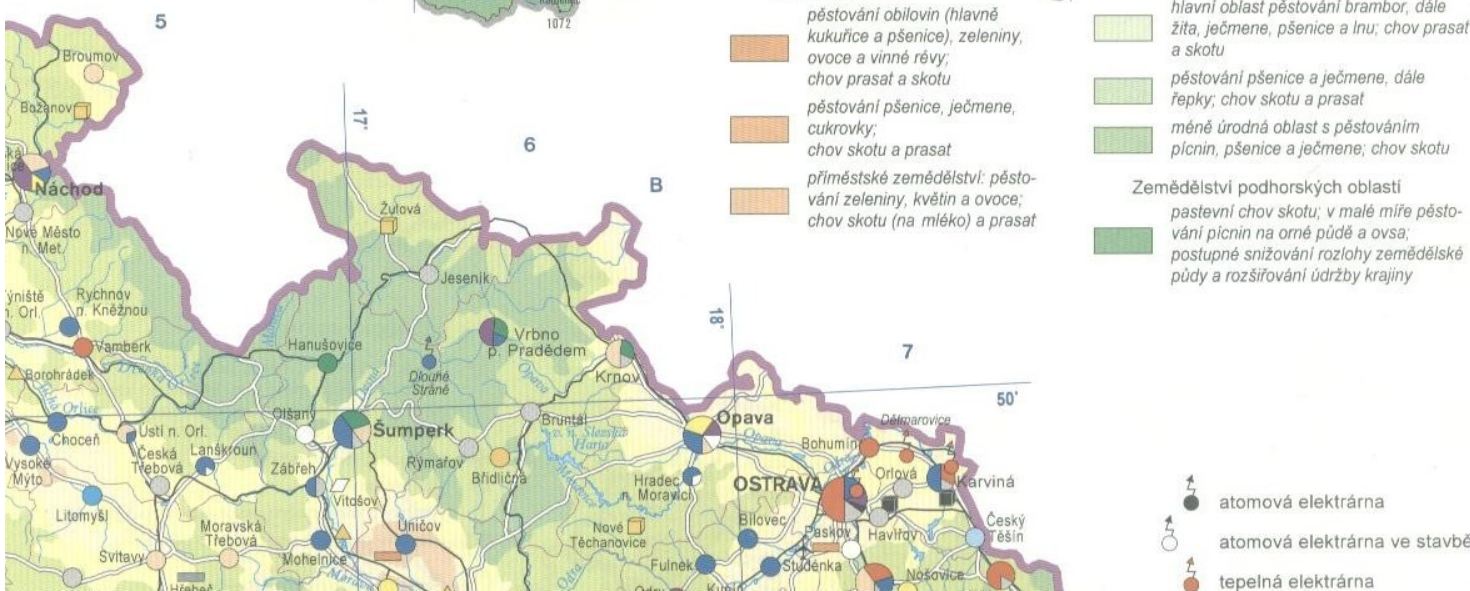 5
1072
Broumov
Božanov
17°
6
B
Náchod
Nové Město
n. Met.
Žulová
Jeseník
Rychnov
n. Kněžnou
n. Orl.
Vamberk
Borohrádek
Hanušovice
Dlouhé
Stráně
Vrbno
p. Pradědem
Krnov
Opava
18°
7
50°
Choceň
Ústí n. Orl.
Vysoké
Mýto
Česká
Třebová
Lanškroun
Olšany
Šumperk
Zábřeh
Vitošov
Rýmařov
Bruntál
Břidličná
v. n. Slezská
Harta
Opava
Opava
Hradec
n. Moravicí
Dětmarovice
Bohumín
Orlová
Karviná
OSTRAVA
Litomyšl
Moravská
Třebová
Svitavy
Mohelnice
Uničov
Hřebeč
Nové
Těchanovice
Bílovec
Paskov
Havířov
Český
Těšín
Fulnek
Studénka
Nošovice
pěstování obilovin (hlavně
kukuřice a pšenice), zeleniny,
ovoce a vinné révy;
chov prasat a skotu
pěstování pšenice, ječmene,
cukrovky;
chov skotu a prasat
příměstské zemědělství: pěsto-
vání zeleniny, květin a ovoce;
chov skotu (na mléko) a prasat
hlavní oblast pěstování brambor, dále
žita, ječmene, pšenice a lnu; chov prasat
a skotu
pěstování pšenice a ječmene, dále
řepky; chov skotu a prasat
méně úrodná oblast s pěstováním
pícnin, pšenice a ječmene; chov skotu
Zemědělství podhorských oblastí
pastevní chov skotu; v malé míře pěsto-
vání pícnin na orné půdě a ovsa;
postupné snižování rozlohy zemědělské
půdy a rozšiřování údržby krajiny
atomová elektrárna
atomová elektrárna ve stavbě
tepelná elektrárna